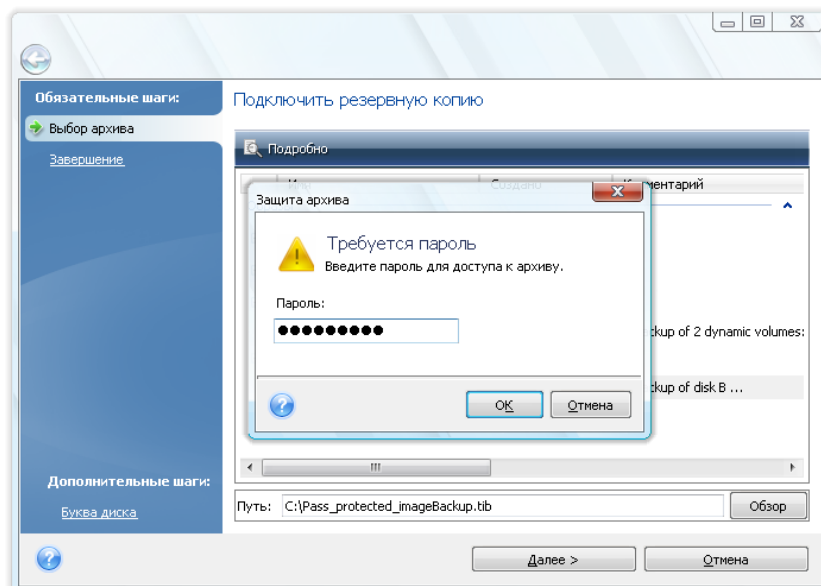 Обязательные шаги:
Выбор архива
Завершение
Подключить резервную копию
Подробно
Имя
Создано
Комментарий
Защита архива
Требуется пароль
Введите пароль для доступа к архиву.
Пароль:
ckup of 2 dynamic volumes:
ckup of disk B ...
OK
Отмена
Дополнительные шаги:
Буква диска
Путь: C:\Pass_protected_imageBackup.tib
Обзор
Далее >
Отмена